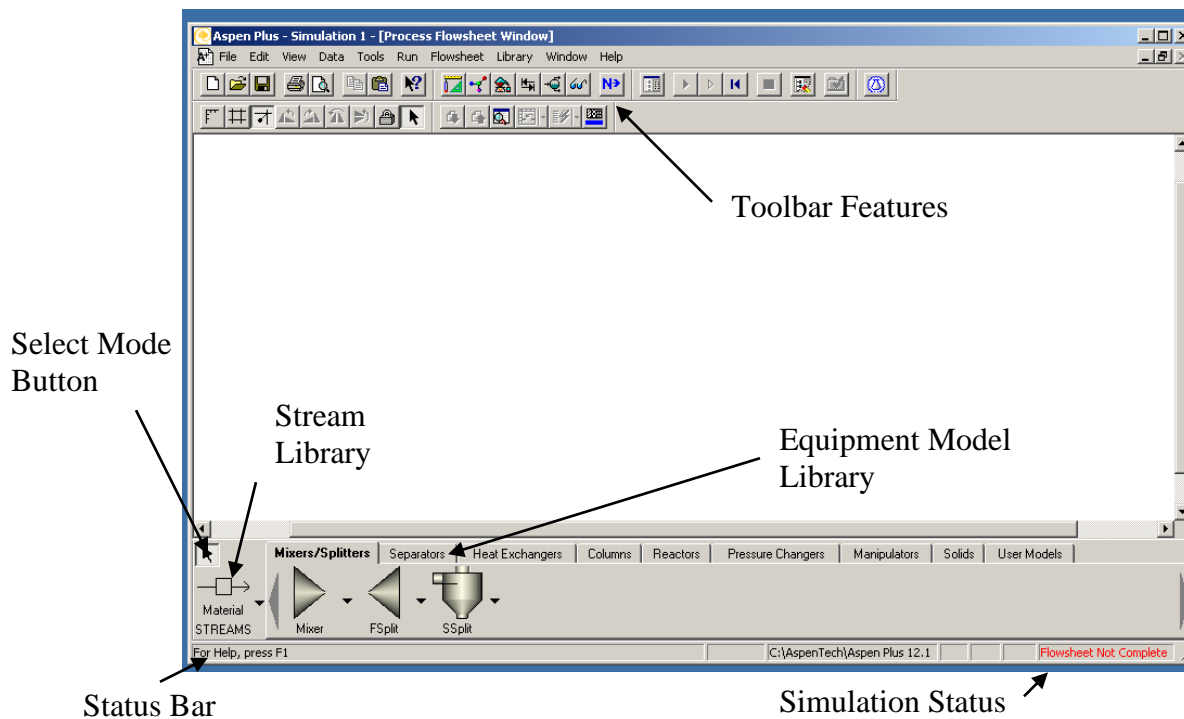 Aspen Plus - Simulation 1 - [Process Flowsheet Window]
File Edit View Data Tools Run Flowsheet Library Window Help
N
Toolbar Features
Select Mode
Button
Stream
Library
Equipment Model
Library
Mixers/Splitters Separators Heat Exchangers Columns Reactors Pressure Changers Manipulators Solids User Models
Material
STREAMS Mixer FSplit SSplit
For Help, press F1 C:\AspenTech\Aspen Plus 12.1 Flowsheet Not Complete
Status Bar
Simulation Status